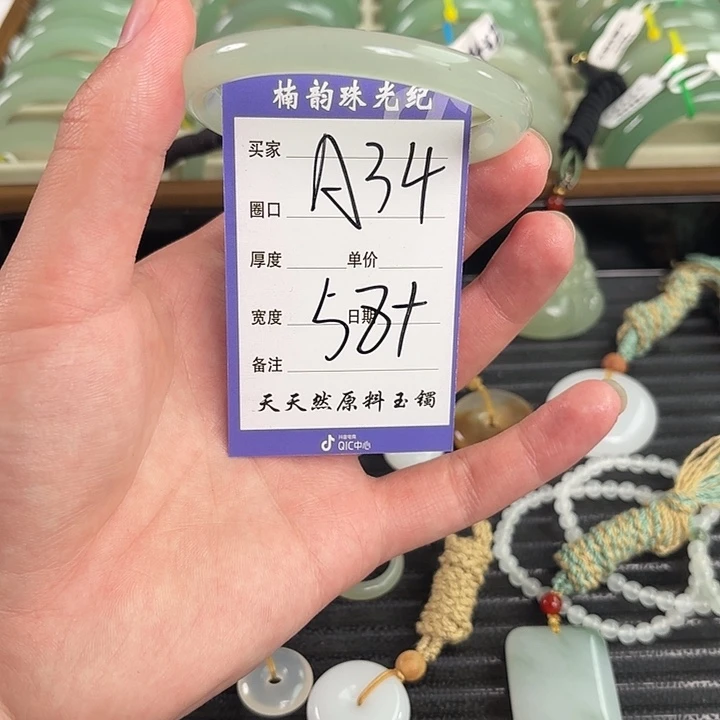 楠韵珠光纪
买家
A34
圈口
厚度 单价
宽度 日期
58+
备注
天天然原料玉镯
抖音电商
QIC中心